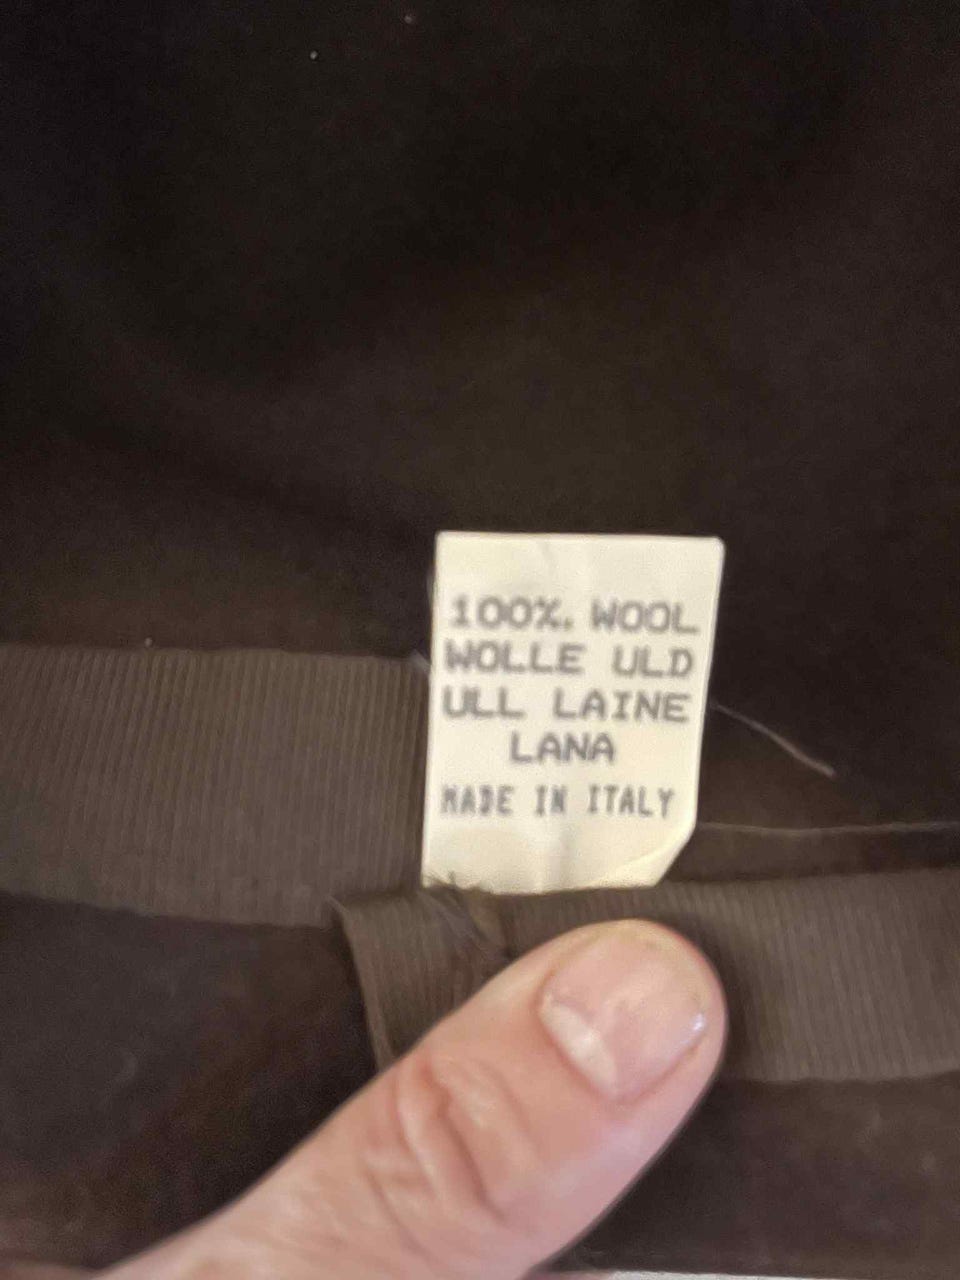 100%. WOOL
WOLLE ULD
ULL LAINE
LANA
MADE IN ITALY